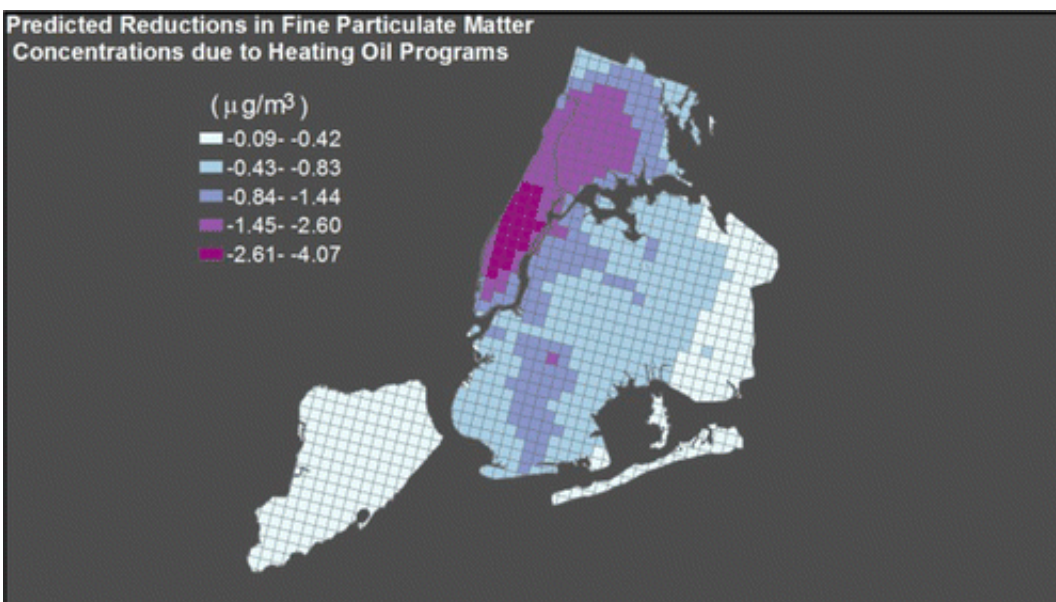 Predicted Reductions in Fine Particulate Matter
Concentrations due to Heating Oil Programs
(μg/m³)
-0.09- -0.42
-0.43- -0.83
-0.84- -1.44
-1.45- -2.60
-2.61- -4.07